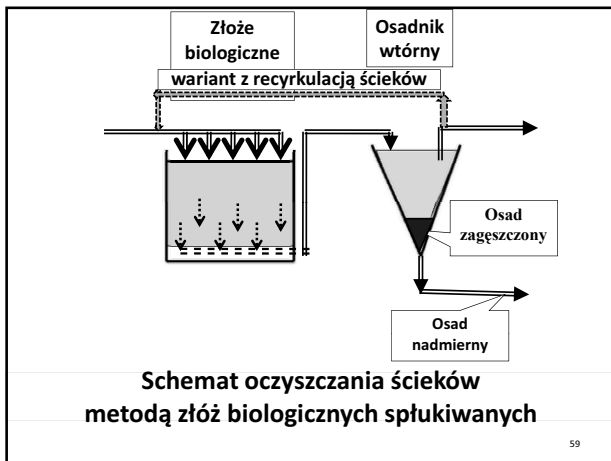 Złoże
biologiczne
Osadnik
wtórny
wariant z recyrkulacją ścieków
Osad
zagęszczony
Osad
nadmierny
Schemat oczyszczania ścieków
metodą złóż biologicznych spłukiwanych
59